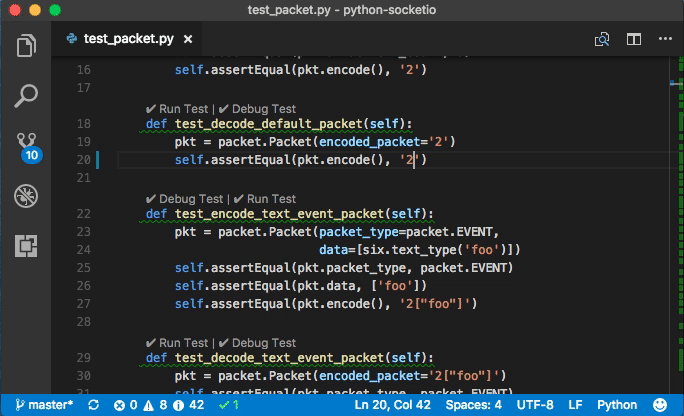 test_packet.py - python-socketio
test_packet.py ×
16 self.assertEqual(pkt.encode(), '2')
17
✔ Run Test | ✔ Debug Test
18 def test_decode_default_packet(self):
19 pkt = packet.Packet(encoded_packet='2')
20 self.assertEqual(pkt.encode(), '2')
21
✔ Debug Test | ✔ Run Test
22 def test_encode_text_event_packet(self):
23 pkt = packet.Packet(packet_type=packet.EVENT,
24 data=[six.text_type('foo')])
25 self.assertEqual(pkt.packet_type, packet.EVENT)
26 self.assertEqual(pkt.data, ['foo'])
27 self.assertEqual(pkt.encode(), '2["foo"]')
28
✔ Run Test | ✔ Debug Test
29 def test_decode_text_event_packet(self):
30 pkt = packet.Packet(encoded_packet='2["foo"]')
31 self.assertEqual(pkt.packet_type, packet.EVENT)
10
master* 0 8 42 ✓ 1 Ln 20, Col 42 Spaces: 4 UTF-8 LF Python